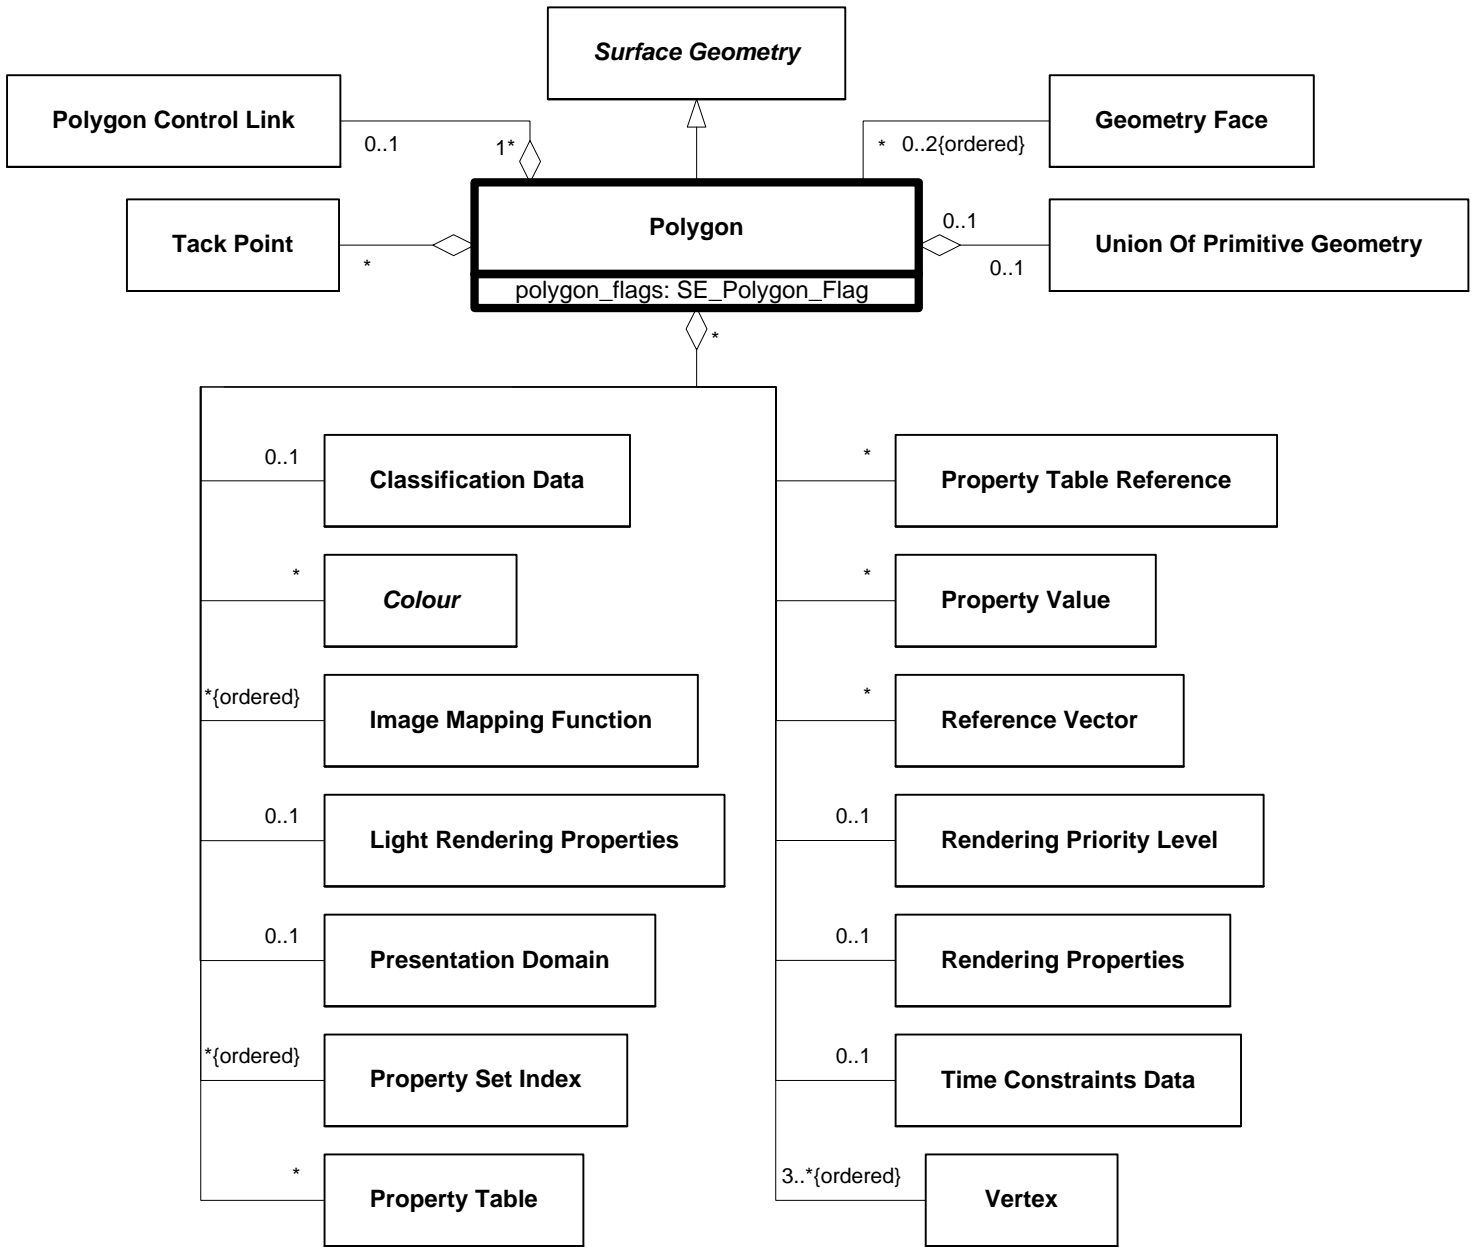 Surface Geometry
Polygon Control Link
Geometry Face
0..1
1*
* 0..2{ordered}
Tack Point
*
Polygon
polygon_flags: SE_Polygon_Flag
0..1
0..1
Union Of Primitive Geometry
*
0..1
Classification Data
*
Colour
*{ordered}
Image Mapping Function
0..1
Light Rendering Properties
0..1
Presentation Domain
*{ordered}
Property Set Index
*
Property Table
*
Property Table Reference
*
Property Value
*
Reference Vector
0..1
Rendering Priority Level
0..1
Rendering Properties
0..1
Time Constraints Data
3..*{ordered}
Vertex